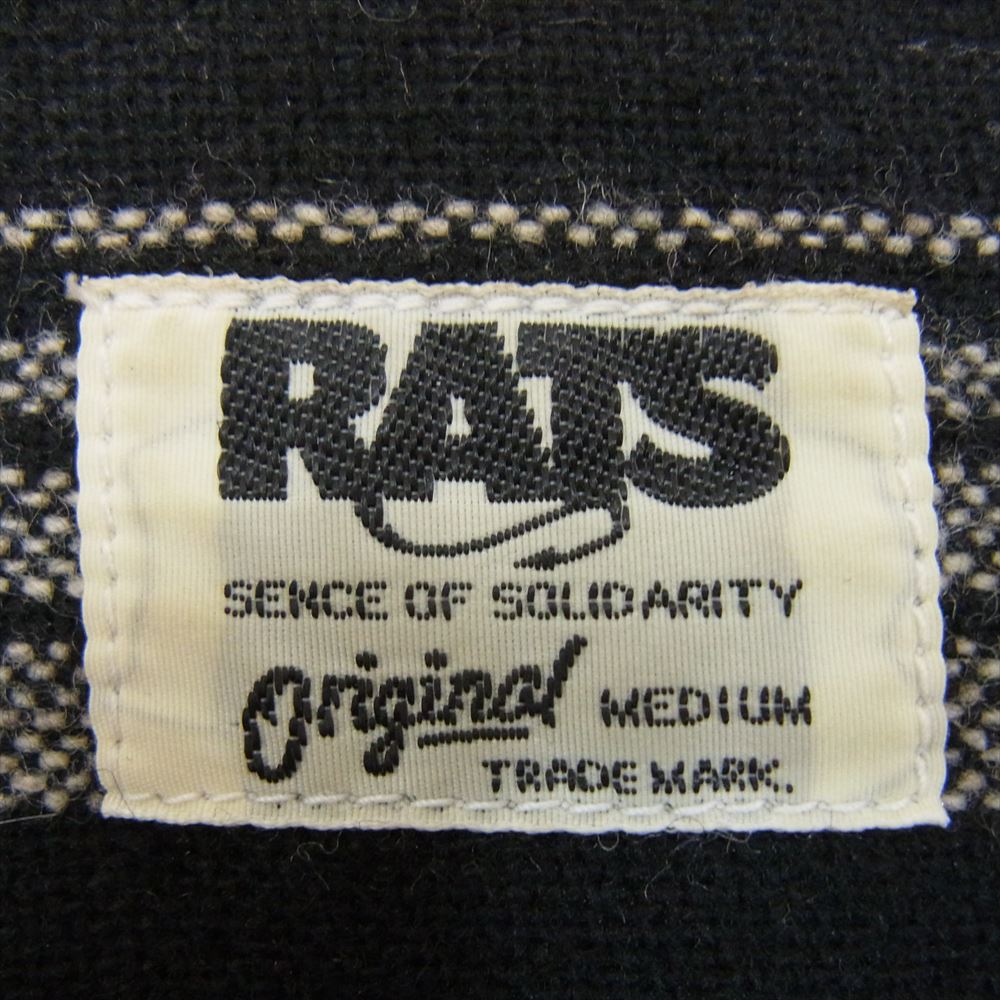 RATS
SENCE OF SOLIDARITY
Original MEDIUM
TRADE MARK.